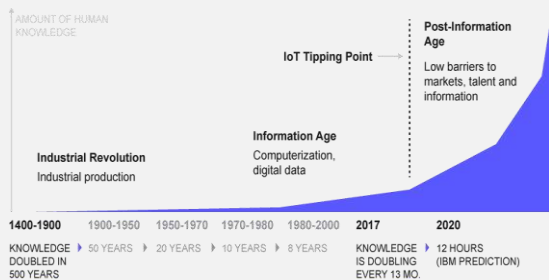 AMOUNT OF HUMAN
KNOWLEDGE
Post-Information
Age
IoT Tipping Point
Low barriers to
markets, talent and
information
Information Age
Computerization,
digital data
Industrial Revolution
Industrial production
1400-1900 1900-1950 1950-1970 1970-1980 1980-2000 2017 2020
KNOWLEDGE
DOUBLED IN
500 YEARS
50 YEARS
20 YEARS
10 YEARS
8 YEARS
KNOWLEDGE
IS DOUBLING
EVERY 13 MO.
12 HOURS
(IBM PREDICTION)